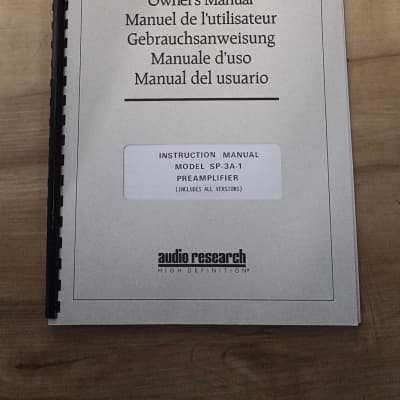 Owner's Manual
Manuel de l'utilisateur
Gebrauchsanweisung
Manuale d'uso
Manual del usuario
INSTRUCTION MANUAL
MODEL SP-3A-1
PREAMPLIFIER
(INCLUDES ALL VERSIONS)
audio research
HIGH DEFINITION®